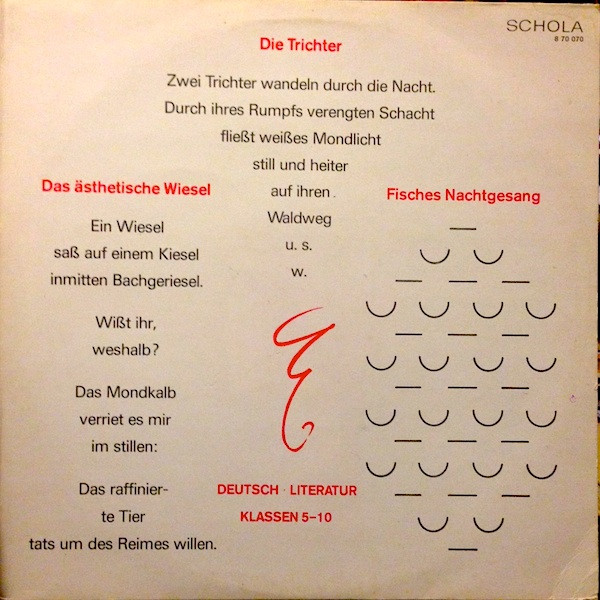 SCHOLA
8 70 070
Die Trichter
Zwei Trichter wandeln durch die Nacht.
Durch ihres Rumpfs verengten Schacht
fließt weißes Mondlicht
still und heiter
auf ihren
Waldweg
u. s.
w.
Das ästhetische Wiesel
Ein Wiesel
saß auf einem Kiesel
inmitten Bachgeriesel.
Wißt ihr,
weshalb?
Das Mondkalb
verriet es mir
im stillen:
Das raffinier-
te Tier
tats um des Reimes willen.
Fisches Nachtgesang
DEUTSCH · LITERATUR
KLASSEN 5–10